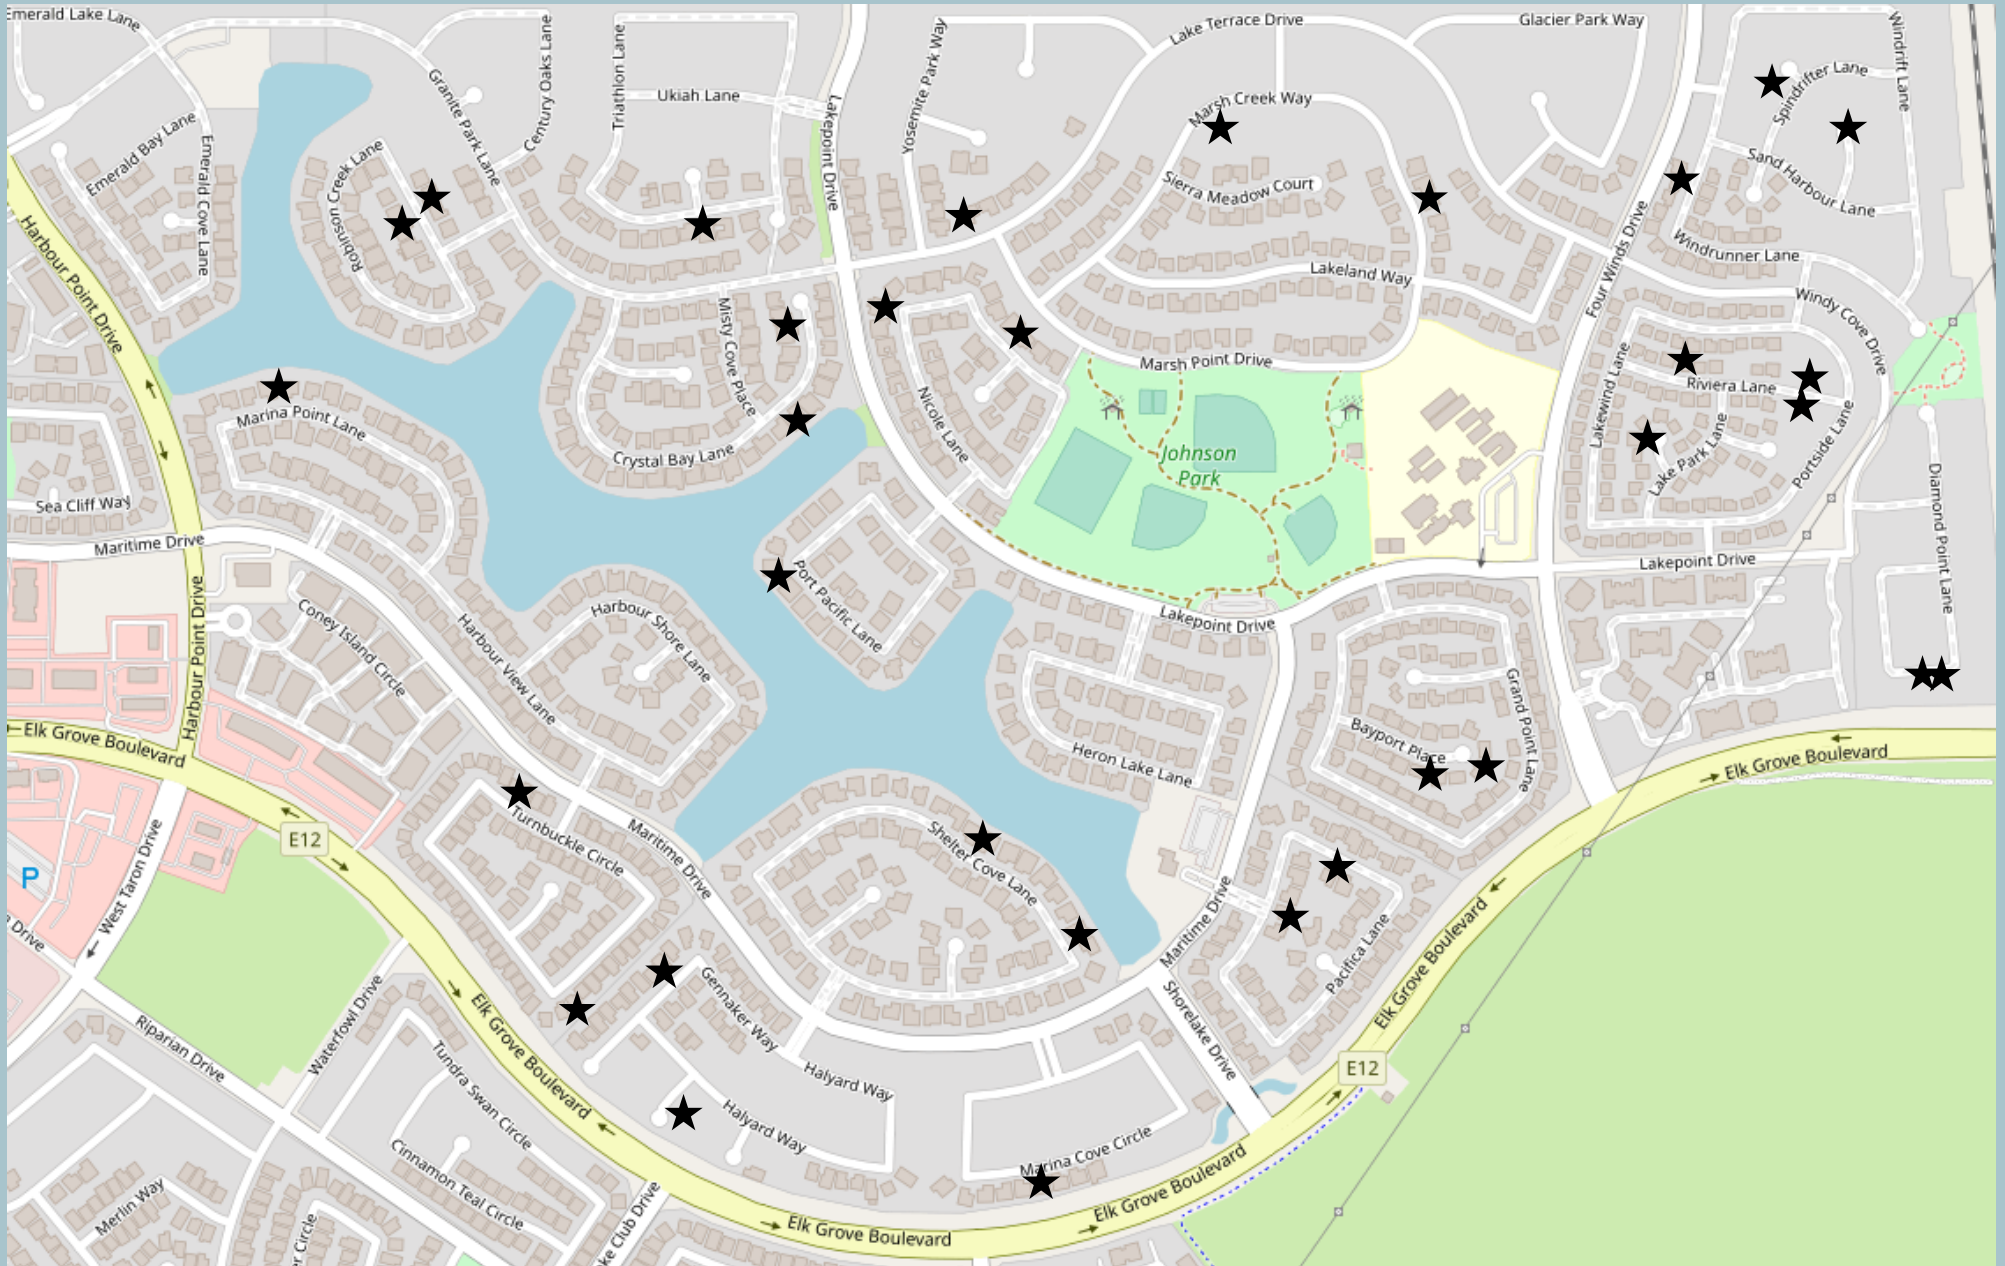 Emerald Lake Lane
Granite Park Lane
Century Oaks Lane
Triathlon Lane
Ukiah Lane
Lakepoint Drive
Yosemite Park Way
Lake Terrace Drive
Glacier Park Way
Marsh Creek Way
Windrift Lane
Spindrifter Lane
Sand Harbour Lane
Emerald Bay Lane
Emerald Cove Lane
Robinson Creek Lane
Sierra Meadow Court
Lakeland Way
Four Winds Drive
Windrunner Lane
Windy Cove Drive
Harbour Point Drive
Misty Cove Place
Marsh Point Drive
Lakewind Lane
Riviera Lane
Marina Point Lane
Crystal Bay Lane
Nicole Lane
Johnson
Park
Lake Park Lane
Portside Lane
Diamond Point Lane
Sea Cliff Way
Maritime Drive
Lakepoint Drive
Port Pacific Lane
Harbour Point Drive
Coney Island Circle
Harbour View Lane
Harbour Shore Lane
Lakepoint Drive
Grand Point Lane
Bayport Place
Heron Lake Lane
Elk Grove Boulevard
Elk Grove Boulevard
E12
P
West Taron Drive
Turnbuckle Circle
Maritime Drive
Shelter Cove Lane
Maritime Drive
Pacifica Lane
Elk Grove Boulevard
Drive
Gennaker Way
Elk Grove Boulevard
Shorelake Drive
Waterfowl Drive
Riparian Drive
Tundra Swan Circle
Halyard Way
Halyard Way
E12
Cinnamon Teal Circle
Marina Cove Circle
Merlin Way
er Circle
ke Club Drive
Elk Grove Boulevard
Elk Grove Boulevard